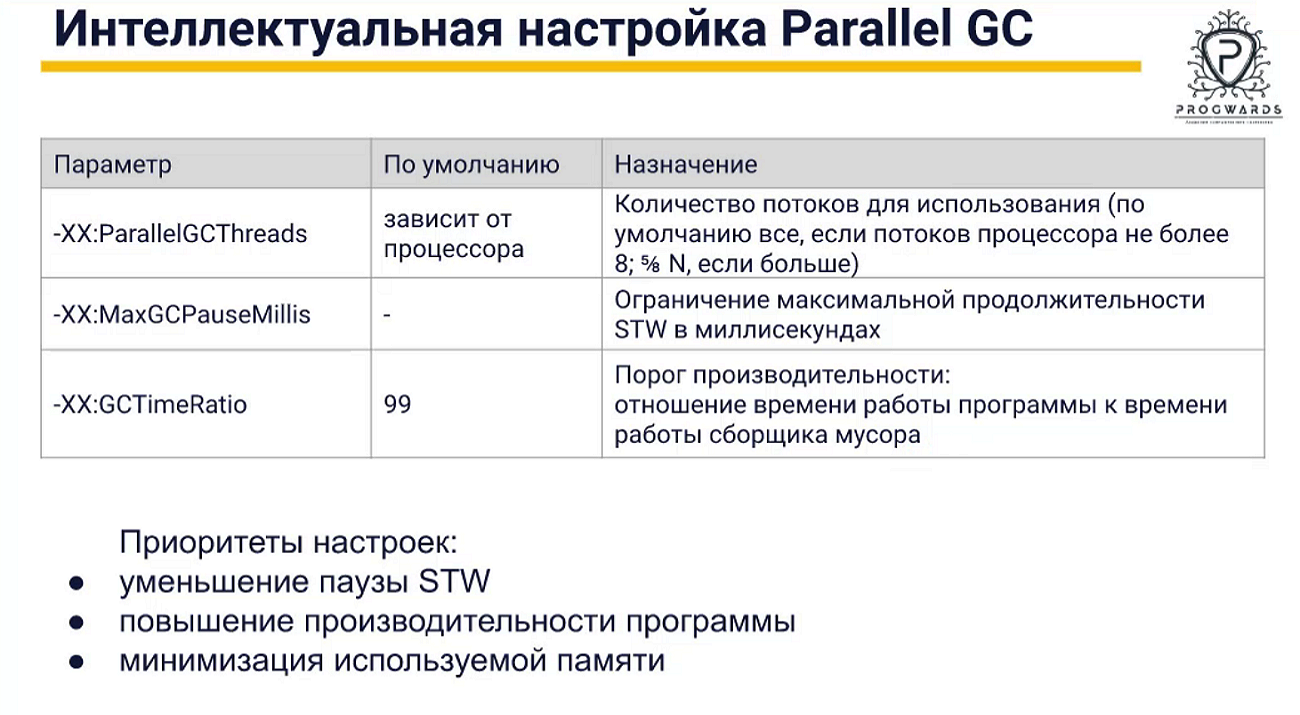 Интеллектуальная настройка Parallel GC
PROGWARDS
Параметр
По умолчанию
Назначение
-XX:ParallelGCThreads
зависит от
процессора
Количество потоков для использования (по
умолчанию все, если потоков процессора не более
8; ⅝ N, если больше)
-XX:MaxGCPauseMillis
-
Ограничение максимальной продолжительности
STW в миллисекундах
-XX:GCTimeRatio
99
Порог производительности:
отношение времени работы программы к времени
работы сборщика мусора
Приоритеты настроек:
● уменьшение паузы STW
● повышение производительности программы
● минимизация используемой памяти